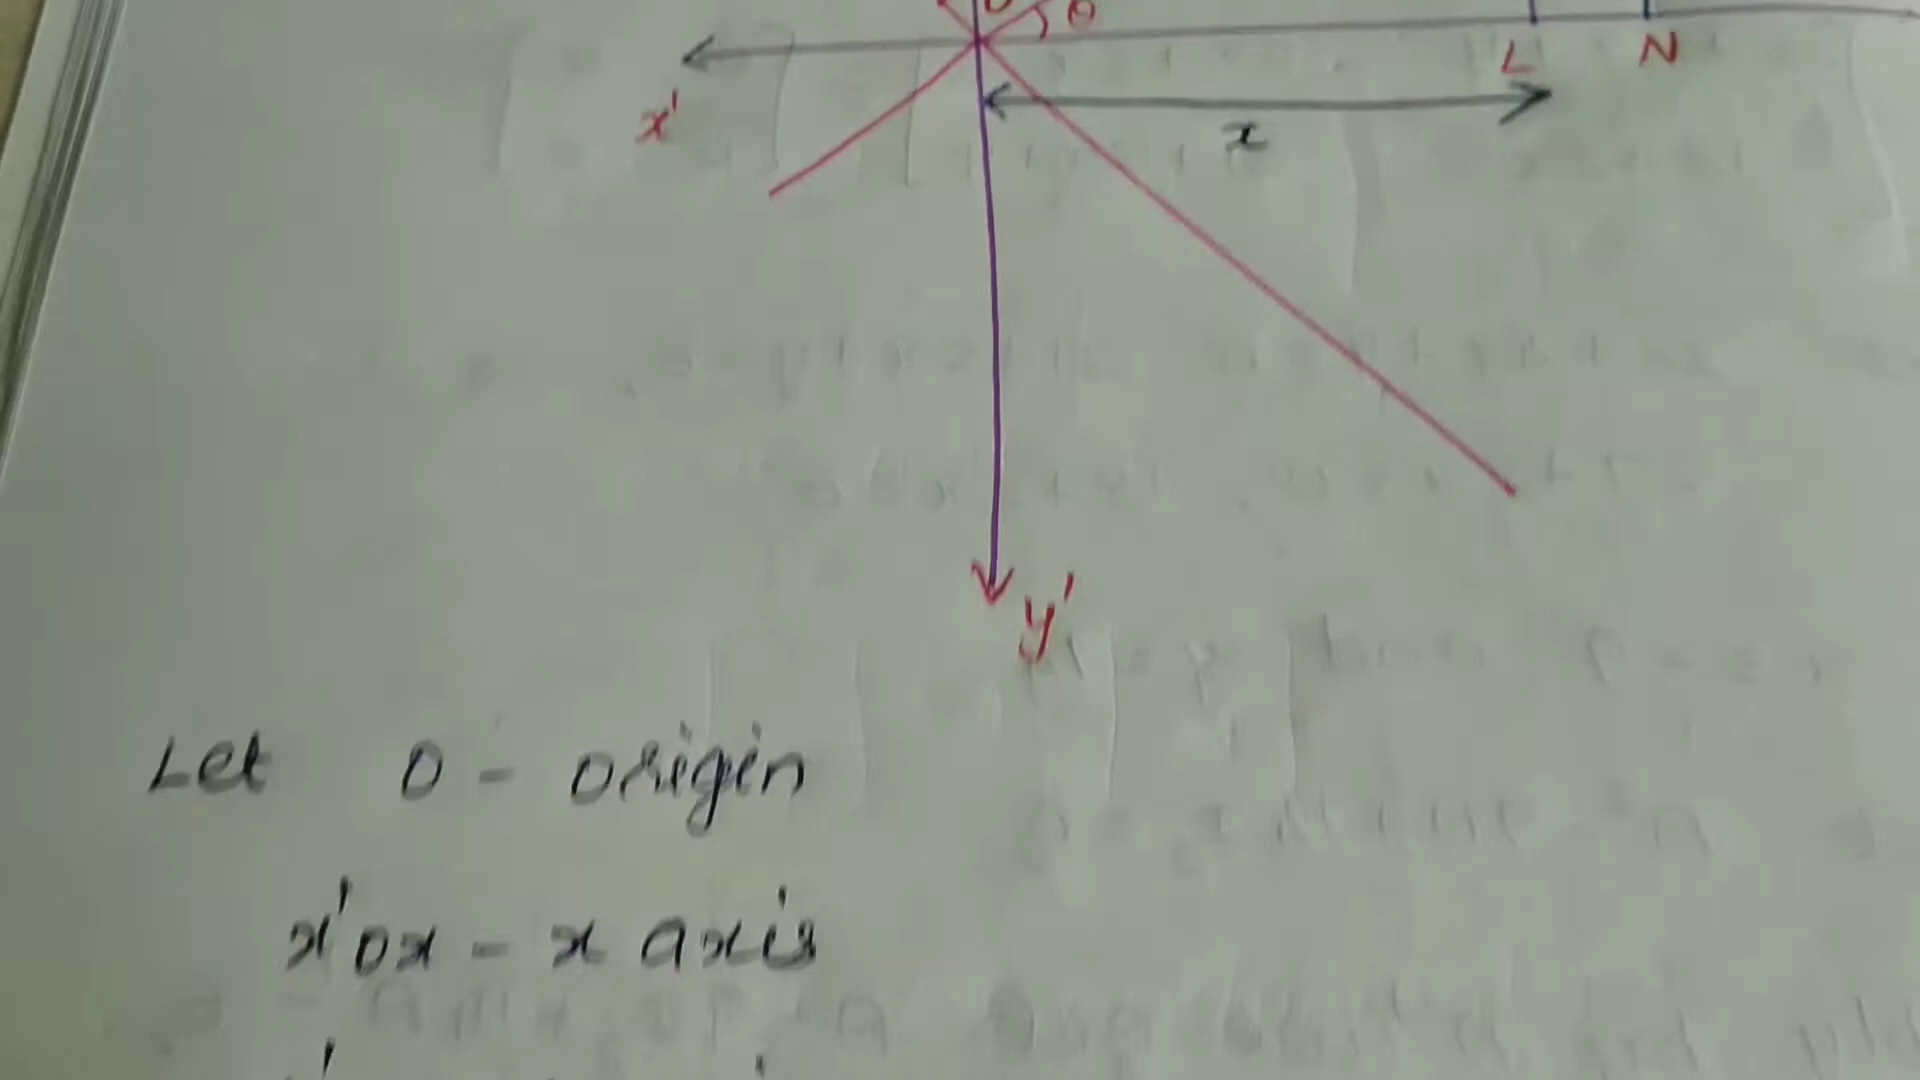 θ
L N
x'
x
y'
Let O - origin
x'ox - x axis